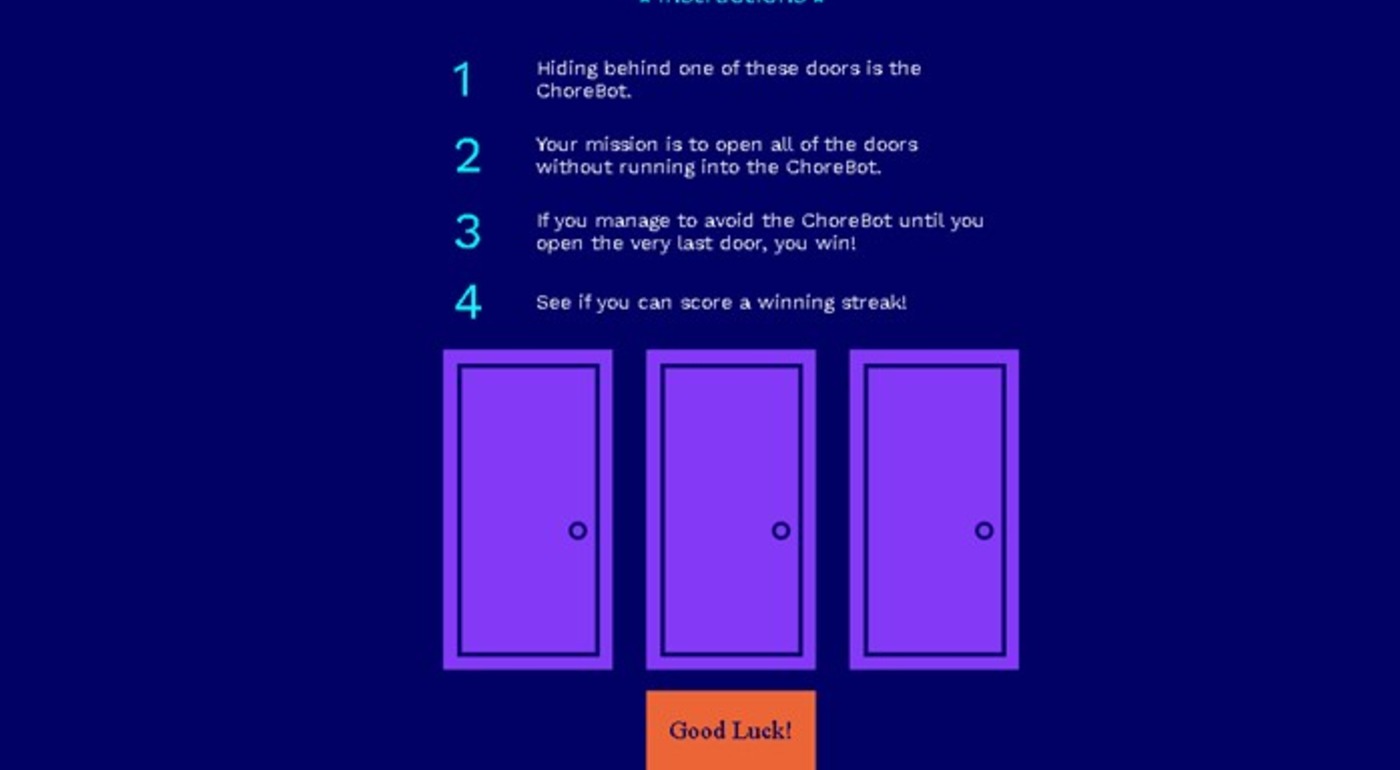 Instructions
1
Hiding behind one of these doors is the
ChoreBot.
2
Your mission is to open all of the doors
without running into the ChoreBot.
3
If you manage to avoid the ChoreBot until you
open the very last door, you win!
4
See if you can score a winning streak!
Good Luck!